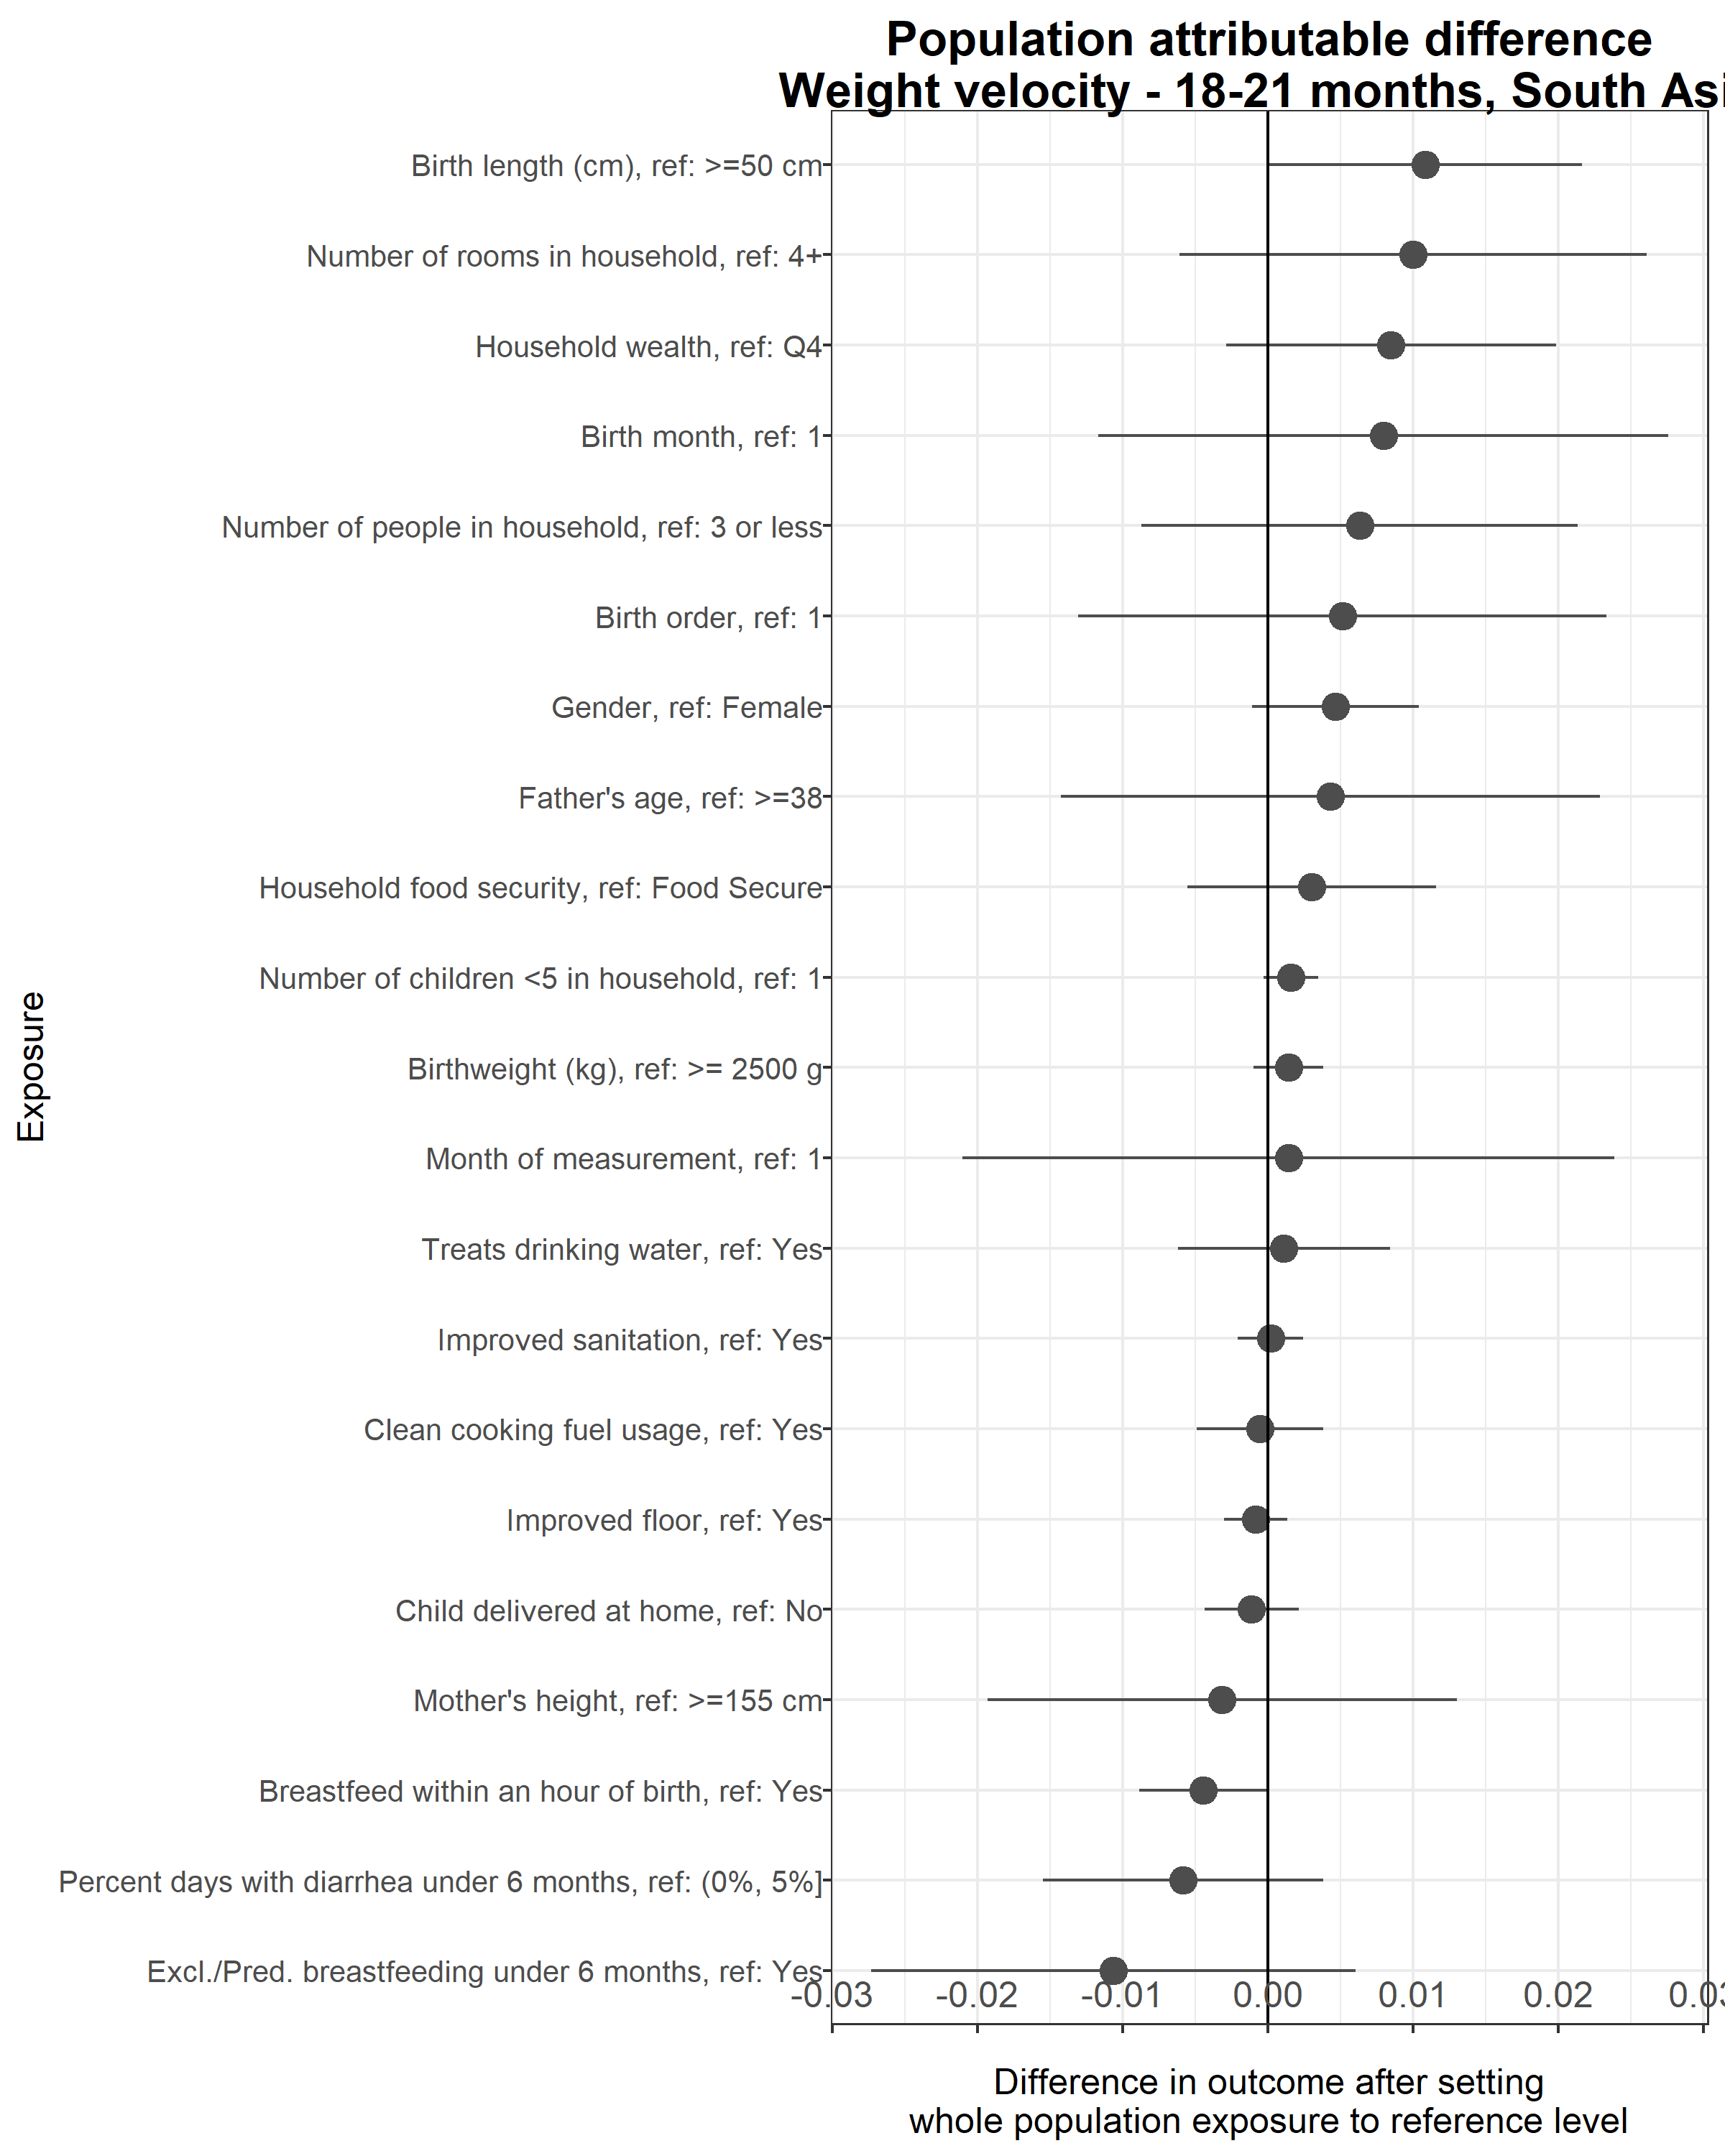 Population attributable difference
Weight velocity - 18-21 months, South Asi
Birth length (cm), ref: >=50 cm
Number of rooms in household, ref: 4+
Household wealth, ref: Q4
Birth month, ref: 1
Number of people in household, ref: 3 or less
Birth order, ref: 1
Gender, ref: Female
Father's age, ref: >=38
Household food security, ref: Food Secure
Number of children <5 in household, ref: 1
Birthweight (kg), ref: >= 2500 g
Month of measurement, ref: 1
Treats drinking water, ref: Yes
Improved sanitation, ref: Yes
Clean cooking fuel usage, ref: Yes
Improved floor, ref: Yes
Child delivered at home, ref: No
Mother's height, ref: >=155 cm
Breastfeed within an hour of birth, ref: Yes
Percent days with diarrhea under 6 months, ref: (0%, 5%]
Excl./Pred. breastfeeding under 6 months, ref: Yes
Exposure
-0.03 -0.02 -0.01 0.00 0.01 0.02 0.03
Difference in outcome after setting
whole population exposure to reference level